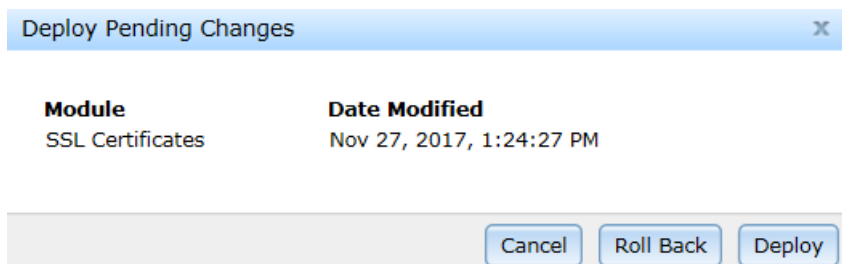 Deploy Pending Changes x
Module Date Modified
SSL Certificates Nov 27, 2017, 1:24:27 PM
Cancel Roll Back Deploy